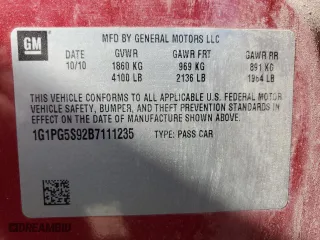 GM
MFD BY GENERAL MOTORS LLC
10/10 GVWR GAWR FRT GAWR RR
1860 KG 969 KG 891 KG
4100 LB 2136 LB 1964 LB
THIS VEHICLE CONFORMS TO ALL APPLICABLE U.S. FEDERAL MOTOR
VEHICLE SAFETY, BUMPER, AND THEFT PREVENTION STANDARDS IN
EFFECT ON THE DATE OF MANUFACTURE SHOWN ABOVE.
1G1PG5S92B7111235 TYPE: PASS CAR